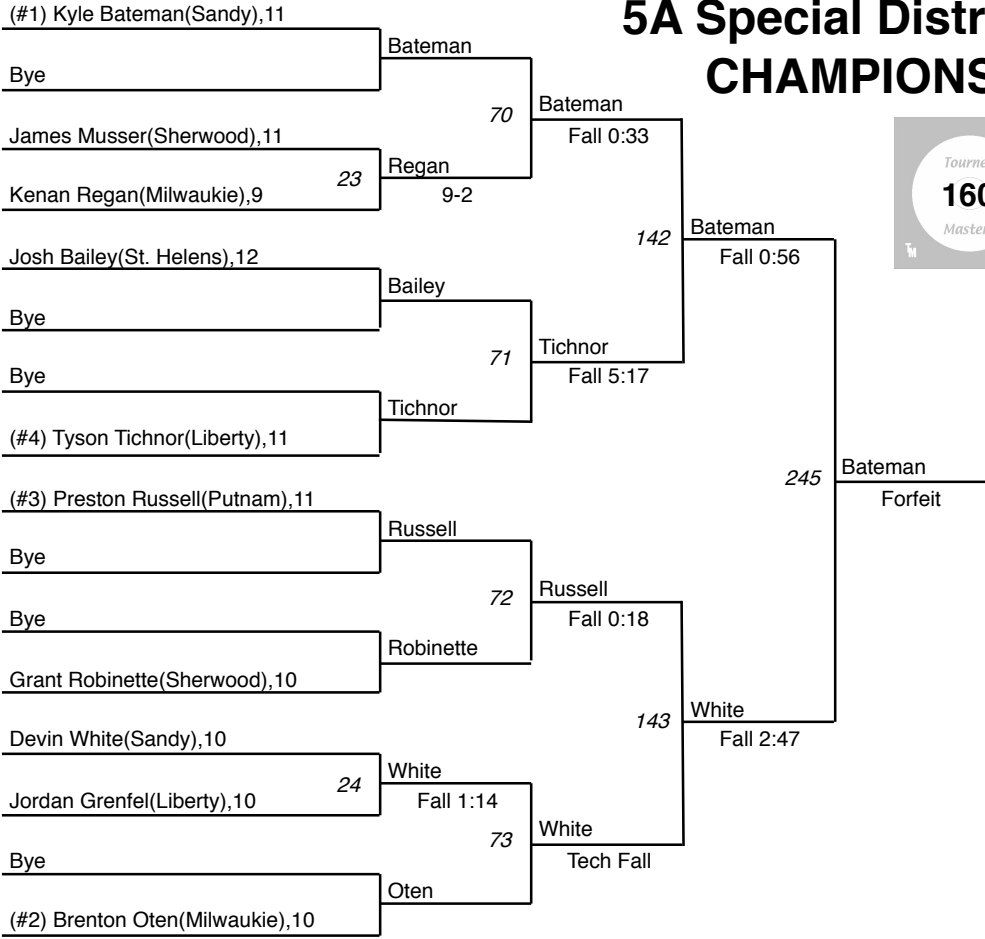 (#1) Kyle Bateman(Sandy),11
5A Special Distr
CHAMPIONS
Bateman
Bye
70
Bateman
Fall 0:33
James Musser(Sherwood),11
23
Regan
9-2
Kenan Regan(Milwaukie),9
Tourne
160
Master
TM
142
Bateman
Fall 0:56
Josh Bailey(St. Helens),12
Bailey
Bye
71
Tichnor
Fall 5:17
Bye
Tichnor
(#4) Tyson Tichnor(Liberty),11
245
Bateman
Forfeit
(#3) Preston Russell(Putnam),11
Russell
Bye
72
Russell
Fall 0:18
Bye
Robinette
Grant Robinette(Sherwood),10
143
White
Fall 2:47
Devin White(Sandy),10
24
White
Fall 1:14
Jordan Grenfel(Liberty),10
73
White
Tech Fall
Bye
Oten
(#2) Brenton Oten(Milwaukie),10